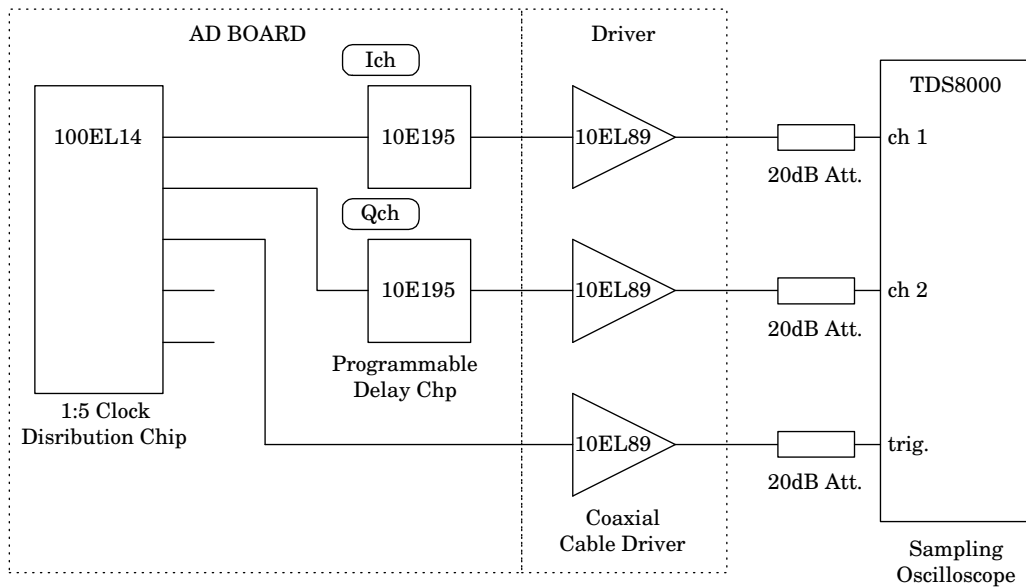 AD BOARD
Driver
Ich
TDS8000
100EL14
10E195
10EL89
ch 1
20dB Att.
Qch
10E195
10EL89
ch 2
20dB Att.
Programmable
Delay Chp
1:5 Clock
Disribution Chip
10EL89
trig.
20dB Att.
Coaxial
Cable Driver
Sampling
Oscilloscope